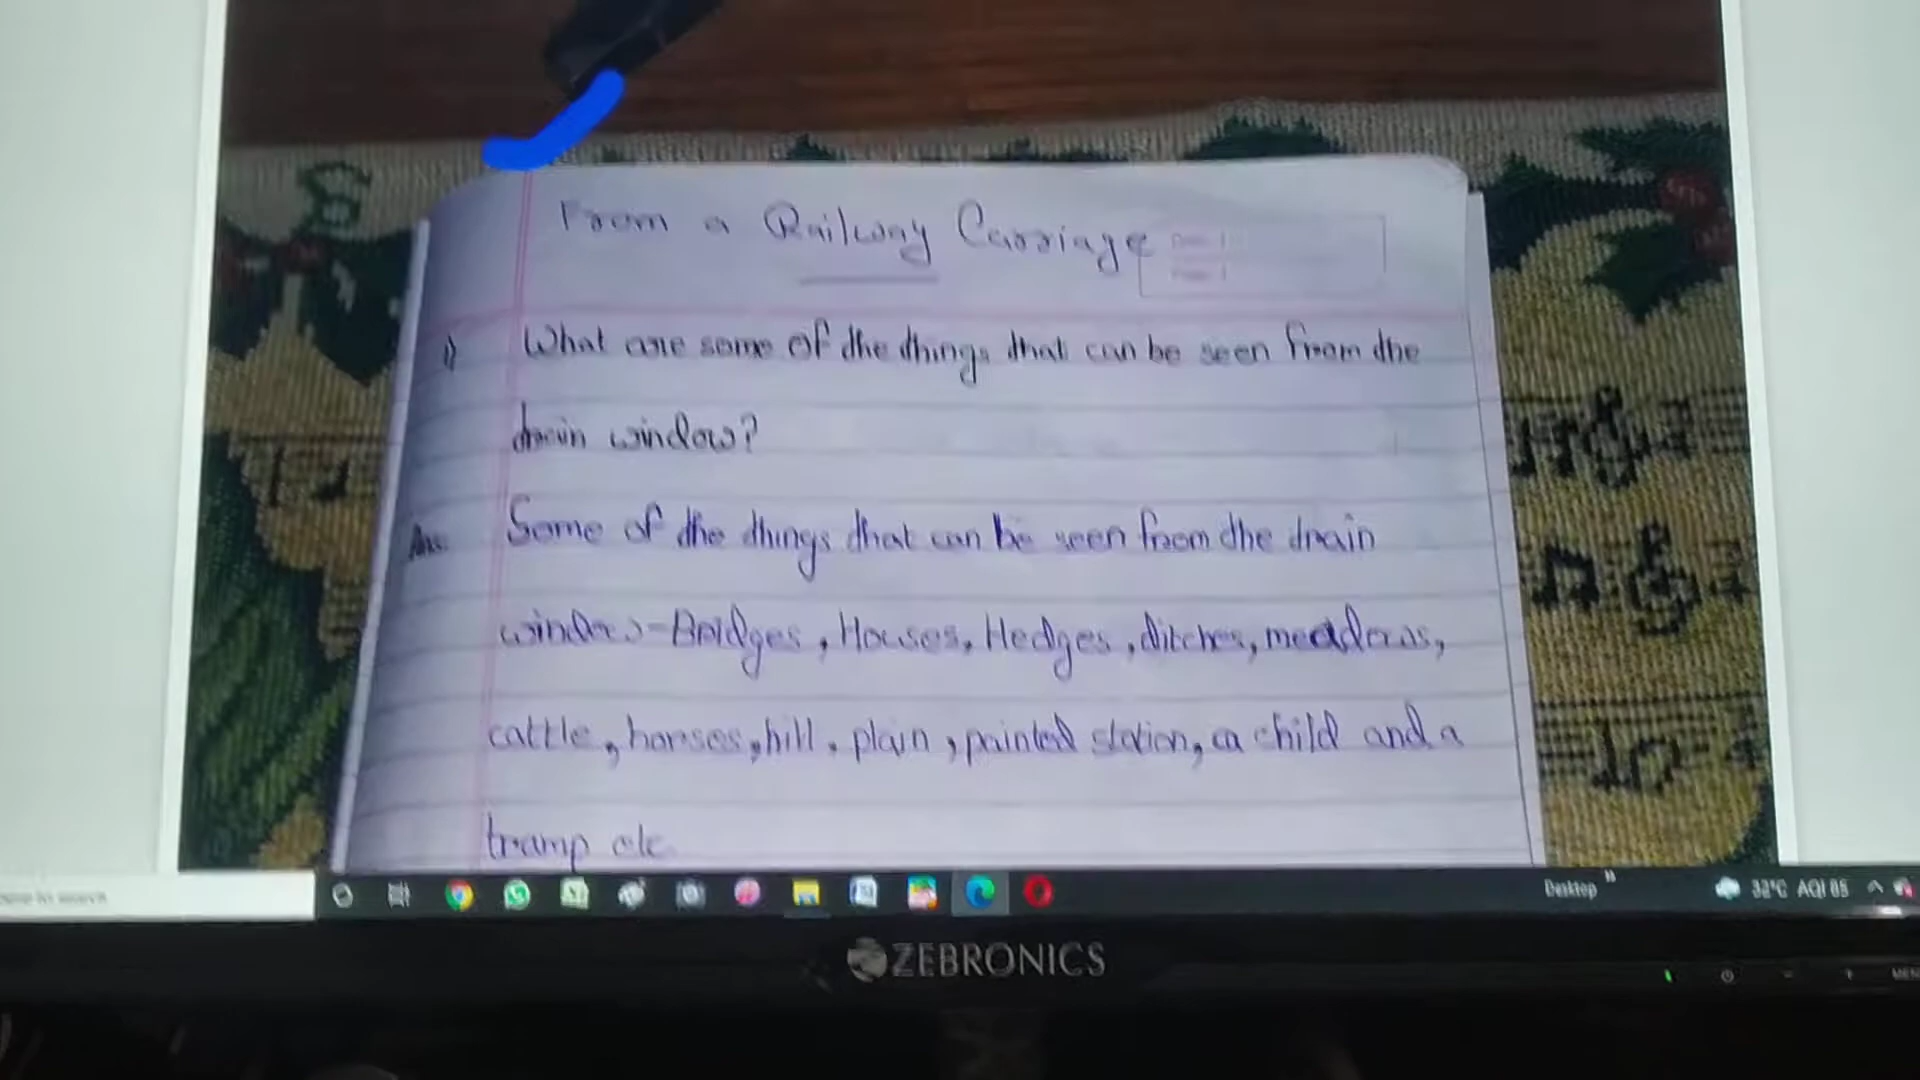 From a Railway Carriage
1) What are some of the things that can be seen from the
train window?
Ans Some of the things that can be seen from the train
window-Bridges, Houses, Hedges, ditches, meadows,
cattle, horses, hill, plain, painted station, a child and a
tramp etc
Desktop
32°C AQI 85
ZEBRONICS